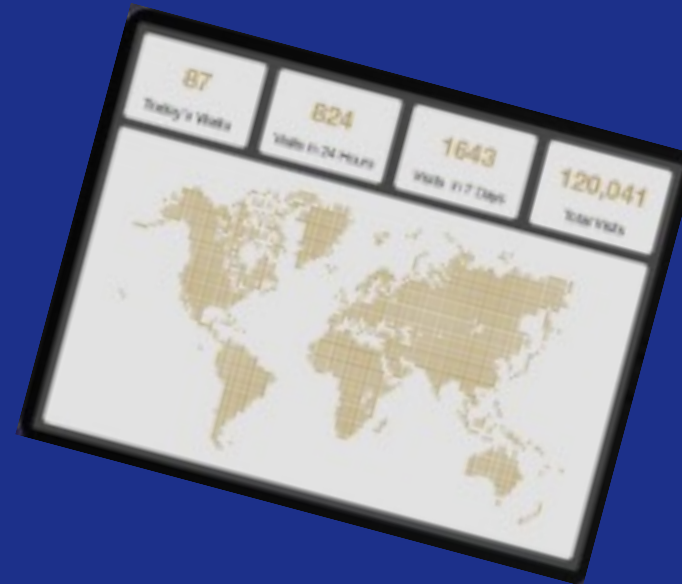 87
Today's Visits
824
Visits in 24 Hours
1643
Visits in 7 Days
120,041
Total Visits